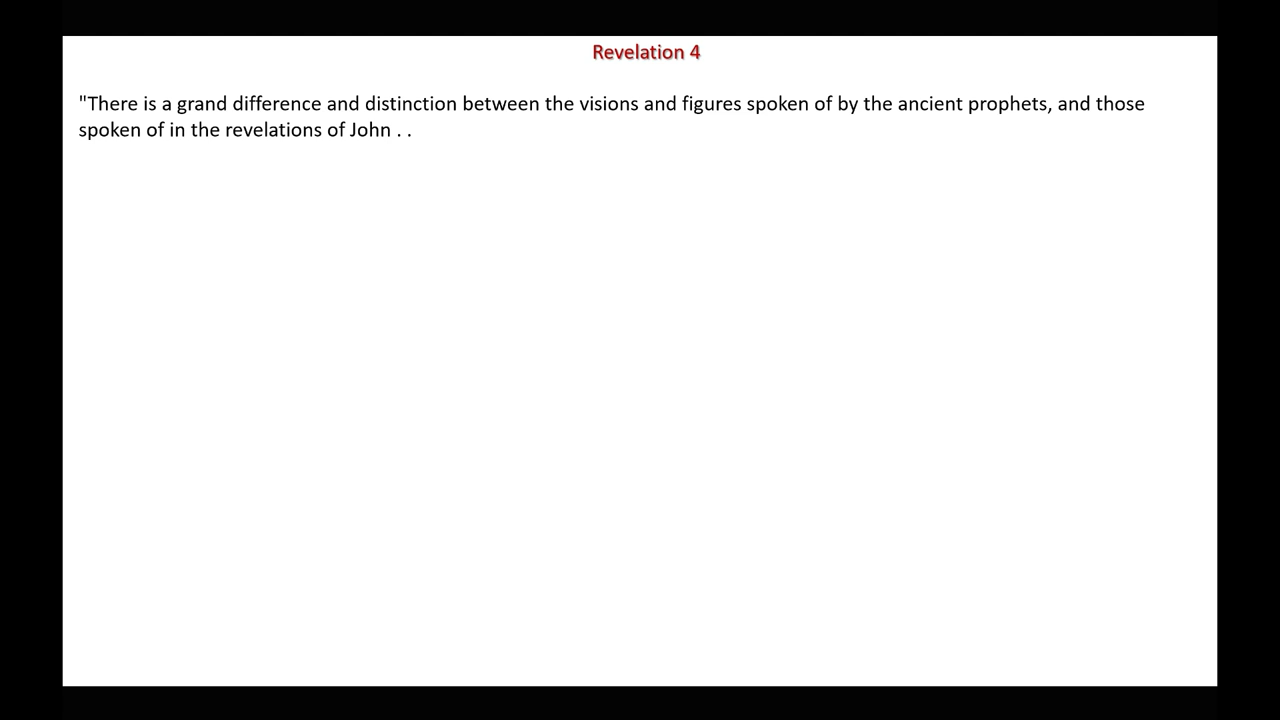 Revelation 4
"There is a grand difference and distinction between the visions and figures spoken of by the ancient prophets, and those
spoken of in the revelations of John . .